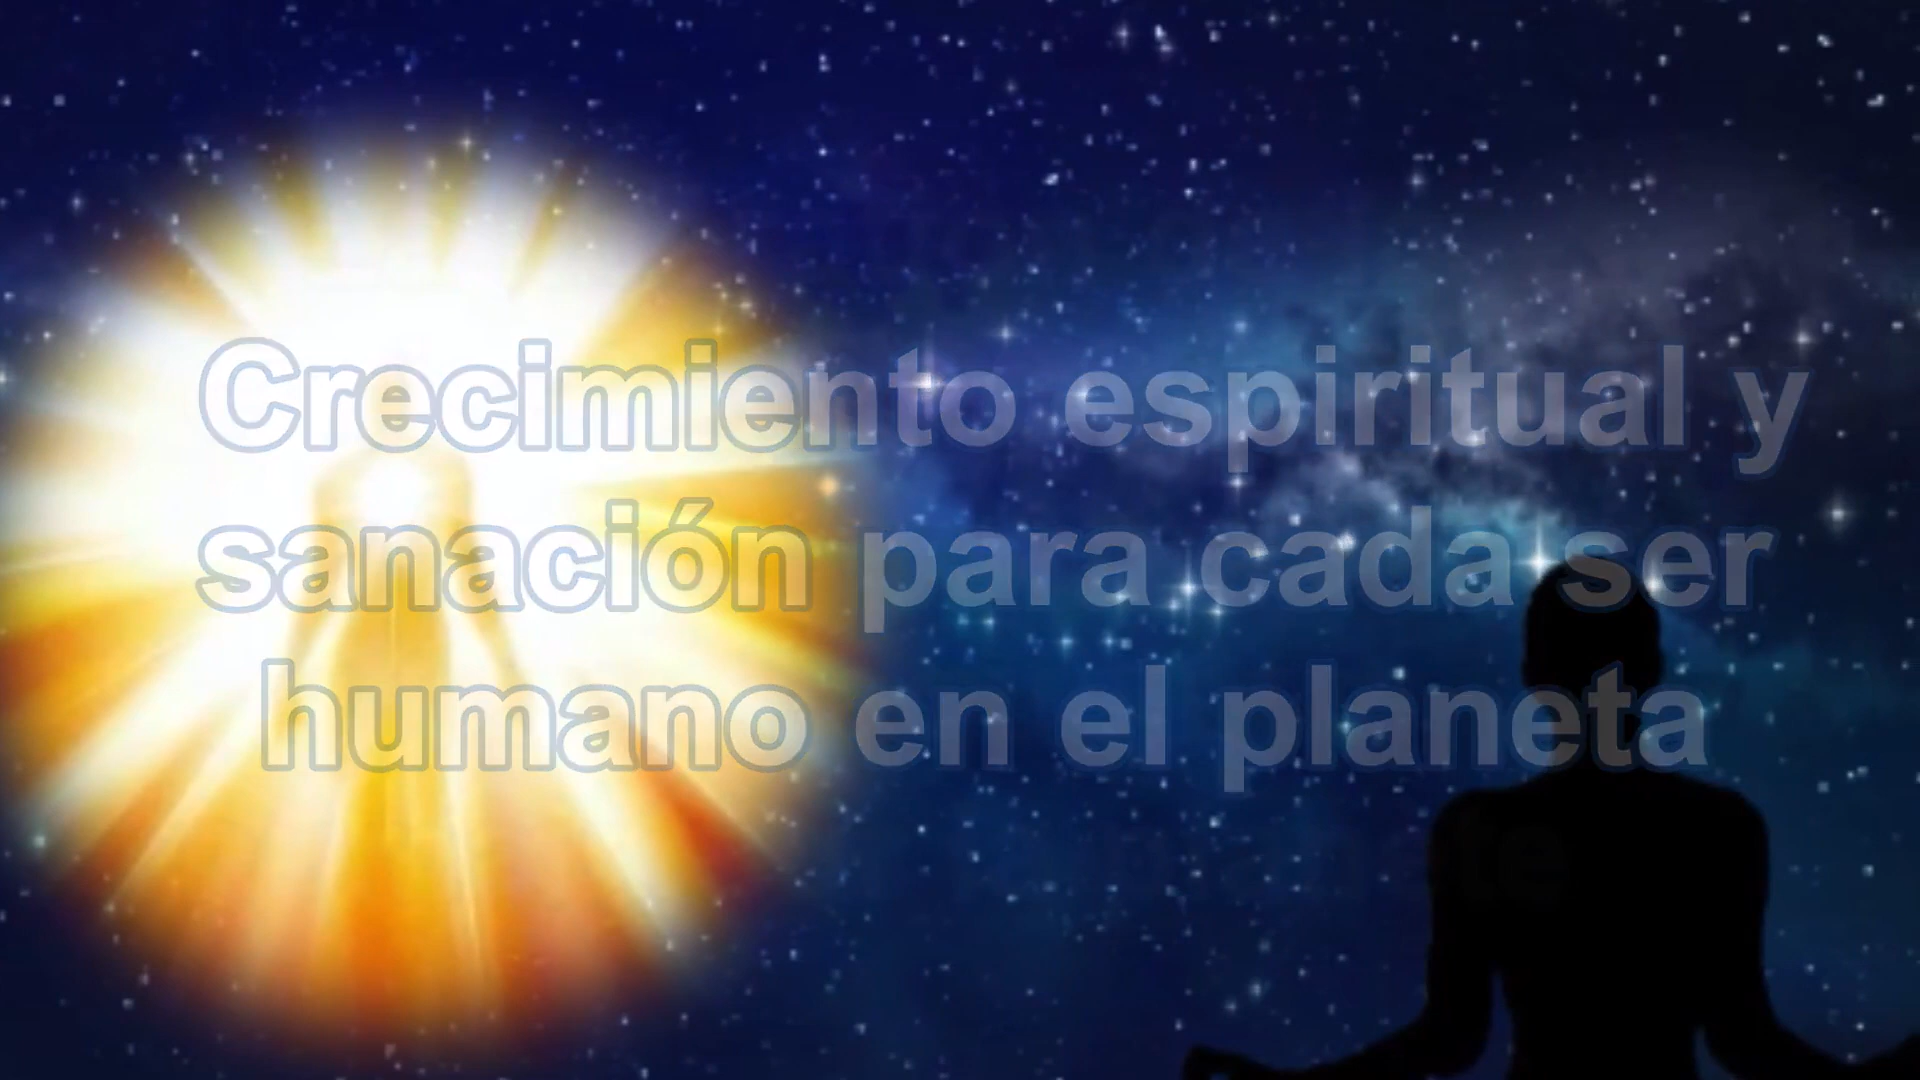 Crecimiento espiritual y
sanación para cada ser
humano en el planeta